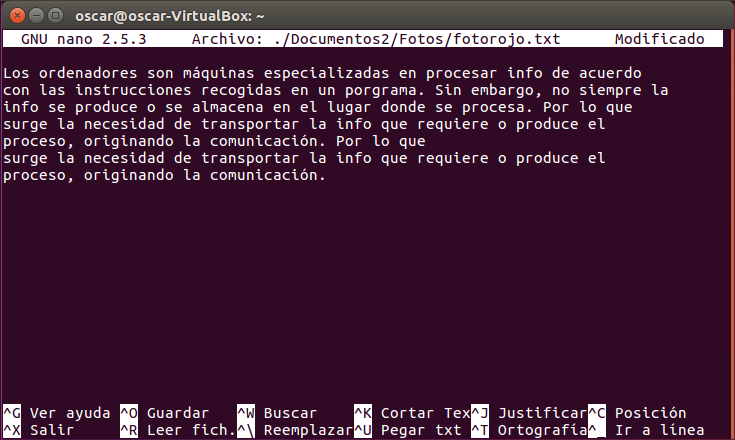 oscar@oscar-VirtualBox: ~
GNU nano 2.5.3 Archivo: ./Documentos2/Fotos/fotorojo.txt Modificado
Los ordenadores son máquinas especializadas en procesar info de acuerdo
con las instrucciones recogidas en un porgrama. Sin embargo, no siempre la
info se produce o se almacena en el lugar donde se procesa. Por lo que
surge la necesidad de transportar la info que requiere o produce el
proceso, originando la comunicación. Por lo que
surge la necesidad de transportar la info que requiere o produce el
proceso, originando la comunicación.
^G Ver ayuda ^O Guardar ^W Buscar ^K Cortar Tex^J Justificar^C Posición
^X Salir ^R Leer fich.^\ Reemplazar^U Pegar txt ^T Ortografía^_ Ir a línea